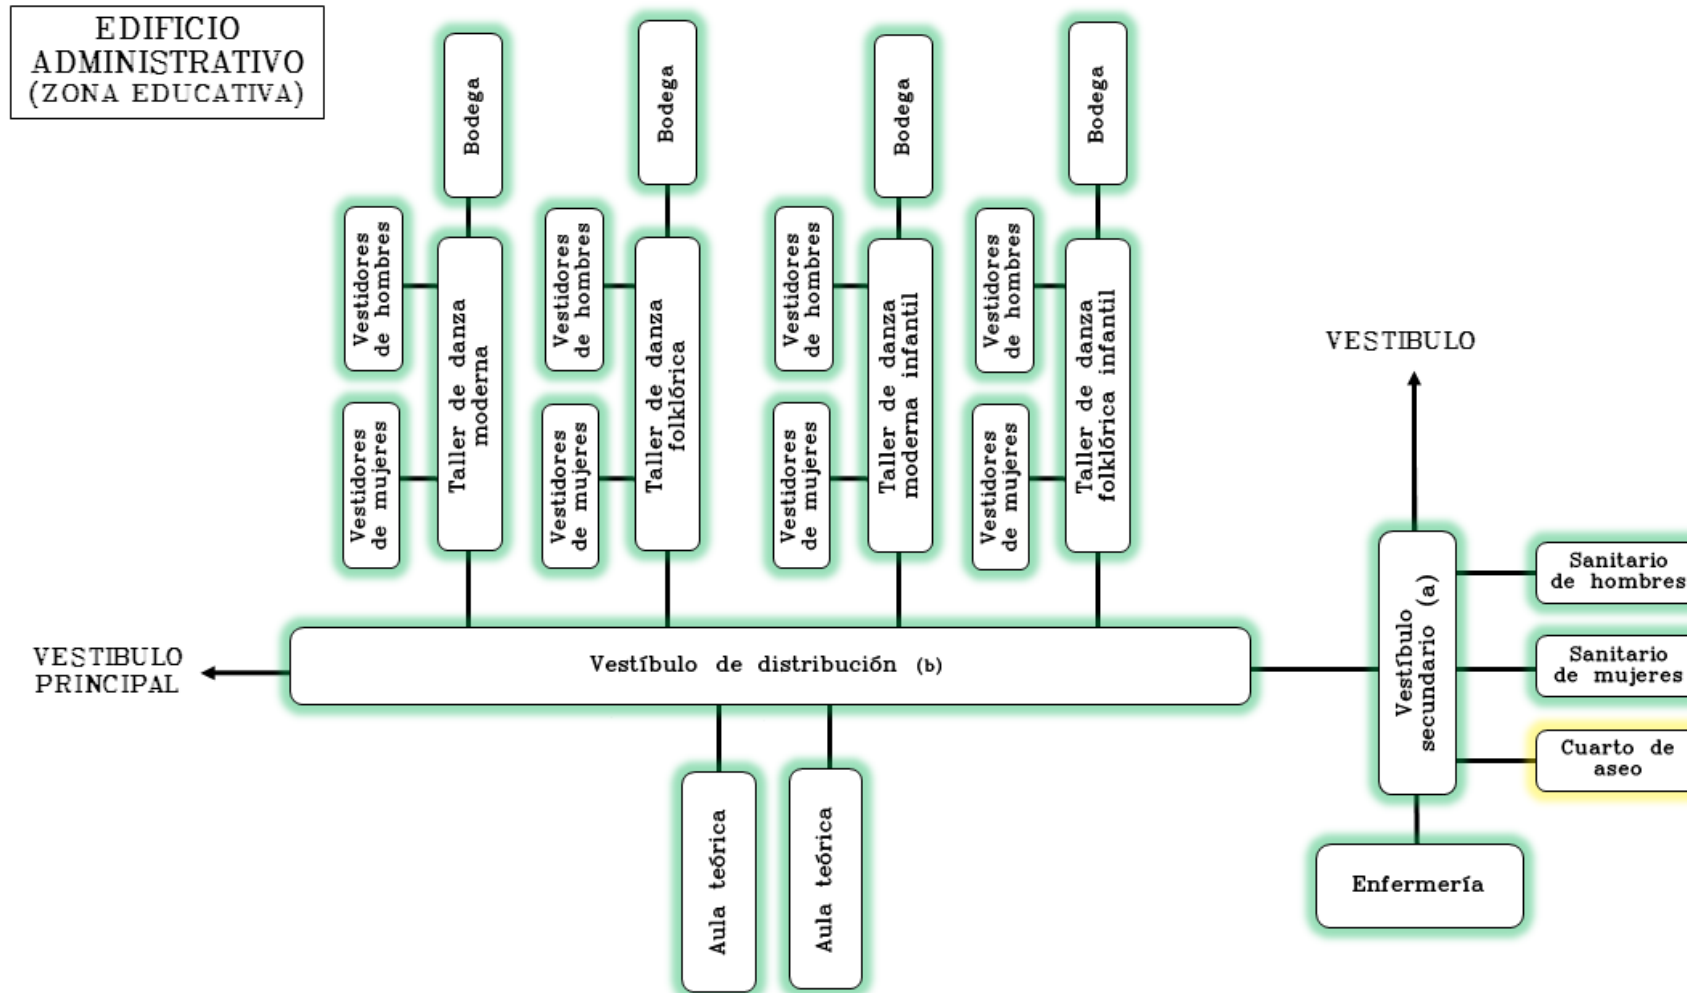 EDIFICIO
ADMINISTRATIVO
(ZONA EDUCATIVA)
Bodega
Bodega
Bodega
Bodega
Vestidores
de hombres
Taller de danza
moderna
Vestidores
de mujeres
Vestidores
de hombres
Taller de danza
folklórica
Vestidores
de mujeres
Vestidores
de hombres
Taller de danza
moderna infantil
Vestidores
de mujeres
Vestidores
de hombres
Taller de danza
folklórica infantil
Vestidores
de mujeres
VESTIBULO
VESTIBULO
PRINCIPAL
Vestíbulo de distribución (b)
Vestíbulo
secundario (a)
Sanitario
de hombres
Sanitario
de mujeres
Cuarto de
aseo
Aula teórica
Aula teórica
Enfermería